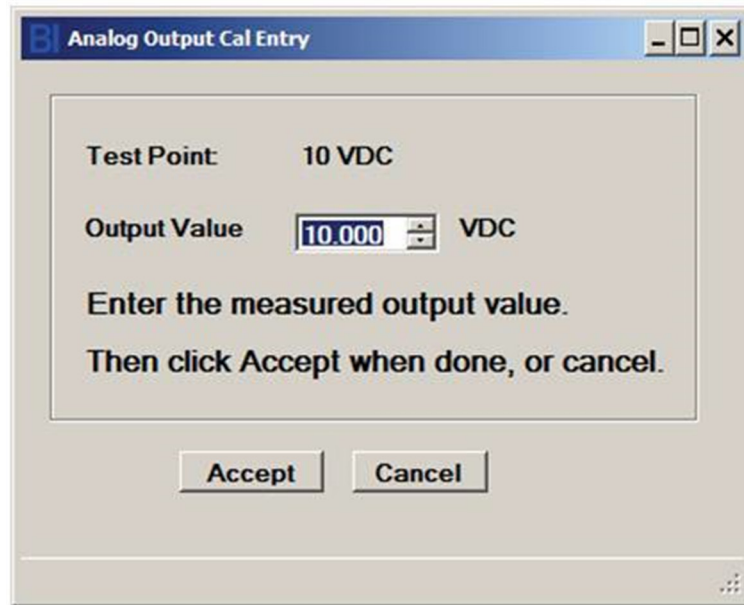 BI Analog Output Cal Entry
Test Point: 10 VDC
Output Value 10.000 VDC
Enter the measured output value.
Then click Accept when done, or cancel.
Accept Cancel